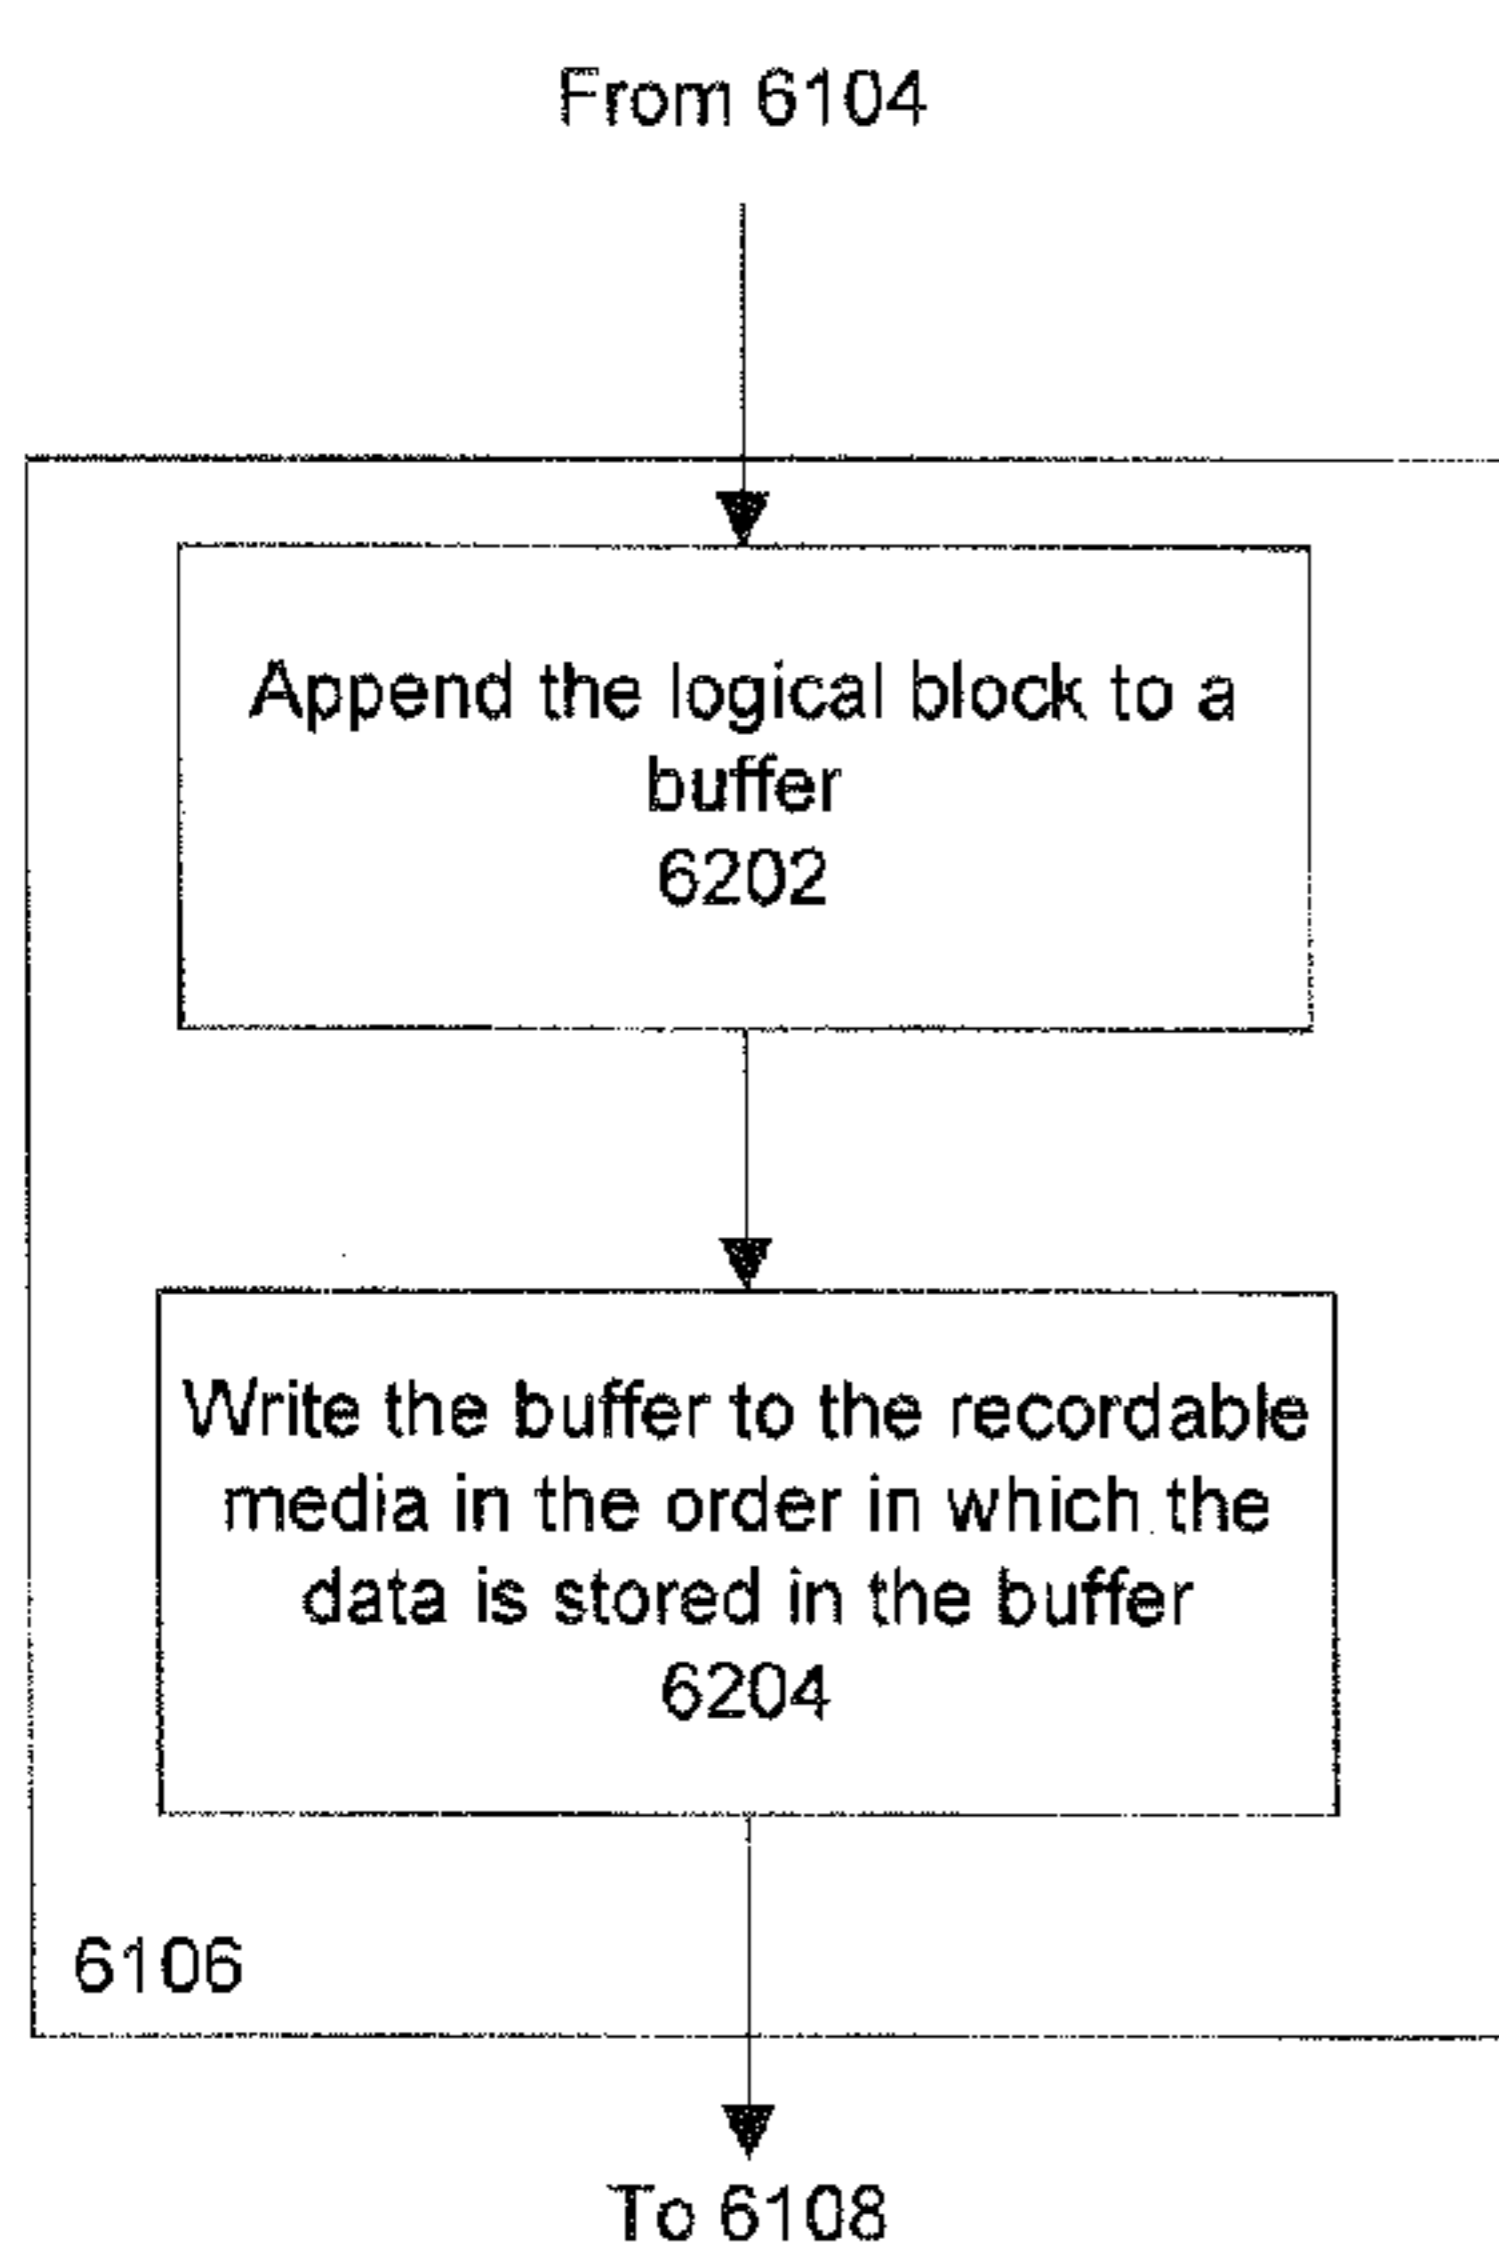 From 6104
Append the logical block to a
buffer
6202
Write the buffer to the recordable
media in the order in which the
data is stored in the buffer
6204
6106
To 6108